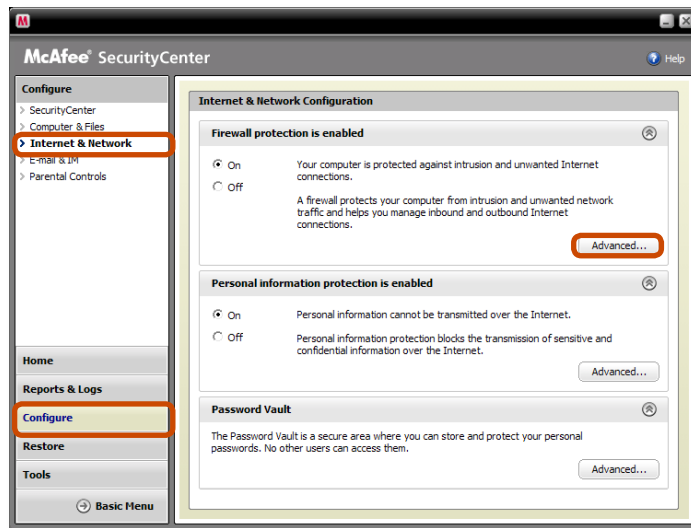 McAfee® SecurityCenter
Help
Configure
> SecurityCenter
> Computer & Files
> Internet & Network
> E-mail & IM
> Parental Controls
Home
Reports & Logs
Configure
Restore
Tools
Basic Menu
Internet & Network Configuration
Firewall protection is enabled
On
Your computer is protected against intrusion and unwanted Internet
connections.
Off
A firewall protects your computer from intrusion and unwanted network
traffic and helps you manage inbound and outbound Internet
connections.
Advanced...
Personal information protection is enabled
On
Personal information cannot be transmitted over the Internet.
Off
Personal information protection blocks the transmission of sensitive and
confidential information over the Internet.
Advanced...
Password Vault
The Password Vault is a secure area where you can store and protect your personal
passwords. No other users can access them.
Advanced...